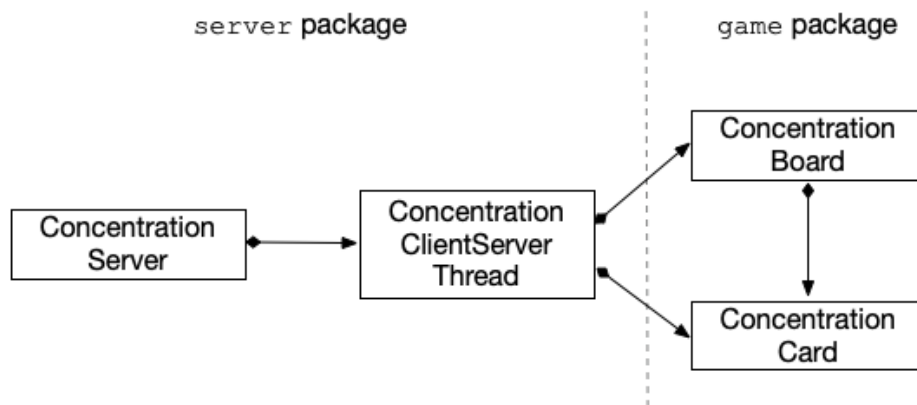 server package
game package
Concentration
Board
Concentration
Server
Concentration
ClientServer
Thread
Concentration
Card